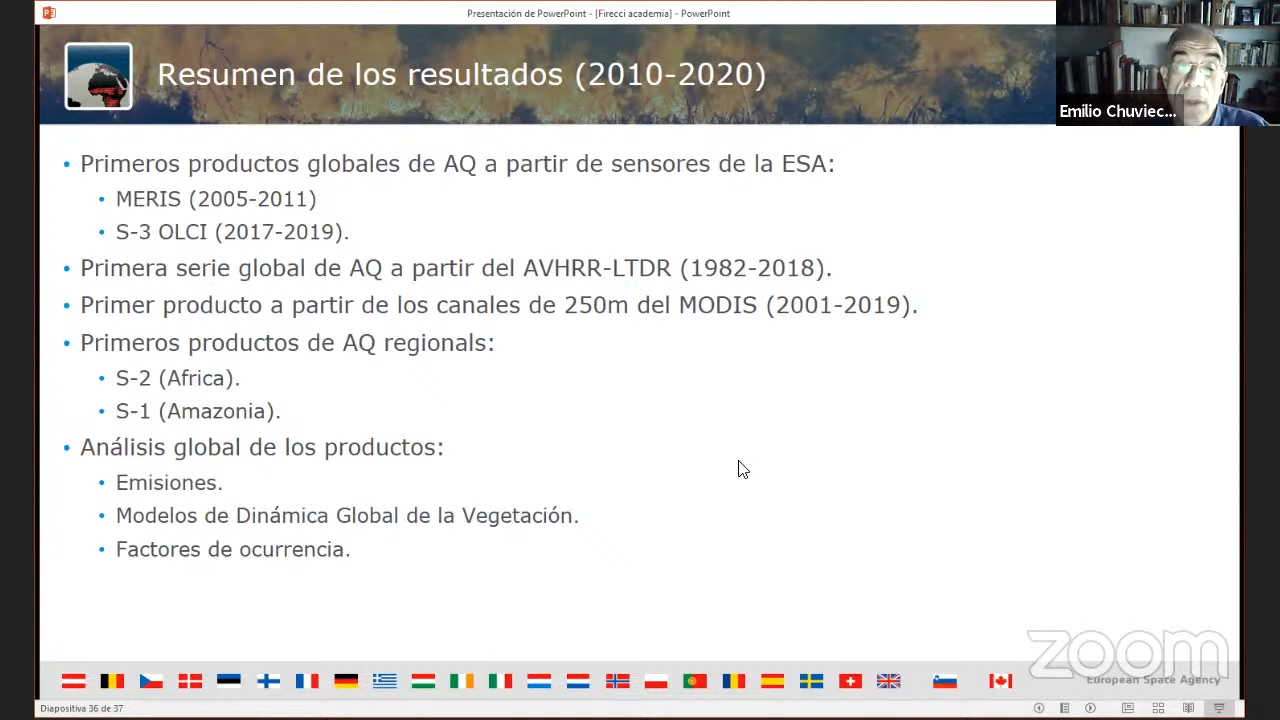 Presentación de PowerPoint - [Firecci academia] - PowerPoint
Resumen de los resultados (2010-2020)
Emilio Chuviec...
• Primeros productos globales de AQ a partir de sensores de la ESA:
• MERIS (2005-2011)
• S-3 OLCI (2017-2019).
• Primera serie global de AQ a partir del AVHRR-LTDR (1982-2018).
• Primer producto a partir de los canales de 250m del MODIS (2001-2019).
• Primeros productos de AQ regionals:
• S-2 (Africa).
• S-1 (Amazonia).
• Análisis global de los productos:
• Emisiones.
• Modelos de Dinámica Global de la Vegetación.
• Factores de ocurrencia.
zoom
European Space Agency
Diapositiva 36 de 37